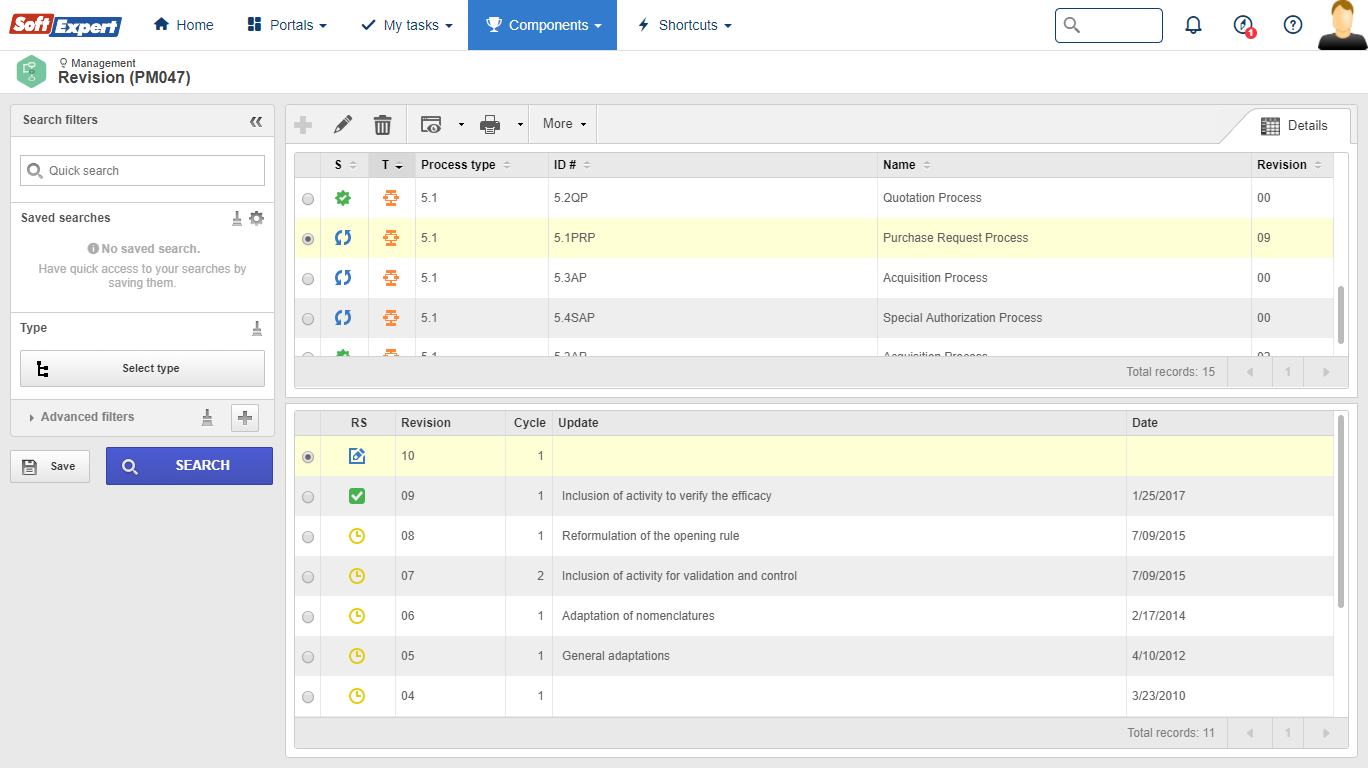 Soft Expert
Home
Portals
My tasks
Components
Shortcuts
1
Management
Revision (PM047)
Search filters
Quick search
Saved searches
No saved search.
Have quick access to your searches by
saving them.
Type
Select type
Advanced filters
Save
SEARCH
More
Details
S T Process type ID # Name Revision
5.1 5.2QP Quotation Process 00
5.1 5.1PRP Purchase Request Process 09
5.1 5.3AP Acquisition Process 00
5.1 5.4SAP Special Authorization Process 00
5.1 5.2AP Acquisition Process 02
Total records: 15 1
RS Revision Cycle Update Date
10 1
09 1 Inclusion of activity to verify the efficacy 1/25/2017
08 1 Reformulation of the opening rule 7/09/2015
07 2 Inclusion of activity for validation and control 7/09/2015
06 1 Adaptation of nomenclatures 2/17/2014
05 1 General adaptations 4/10/2012
04 1 3/23/2010
Total records: 11 1